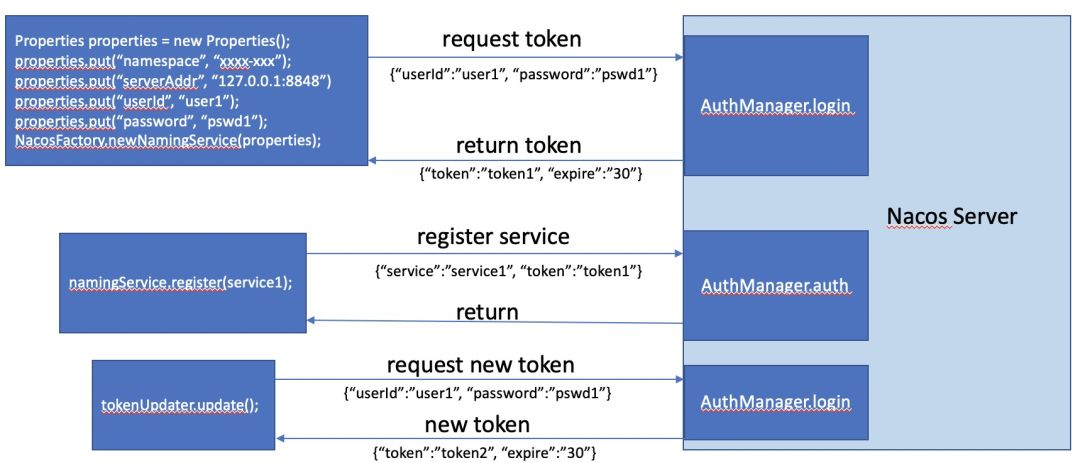 Properties properties = new Properties();
properties.put(“namespace”, “xxxx-xxx”);
properties.put(“serverAddr”, “127.0.0.1:8848”)
properties.put(“userId”, “user1”);
properties.put(“password”, “pswd1”);
NacosFactory.newNamingService(properties);
request token
{“userId”:”user1”, “password”:”pswd1”}
AuthManager.login
return token
{“token”:”token1”, “expire”:”30”}
Nacos Server
namingService.register(service1);
register service
{“service”:”service1”, “token”:”token1”}
AuthManager.auth
return
tokenUpdater.update();
request new token
{“userId”:”user1”, “password”:”pswd1”}
AuthManager.login
new token
{“token”:”token2”, “expire”:”30”}